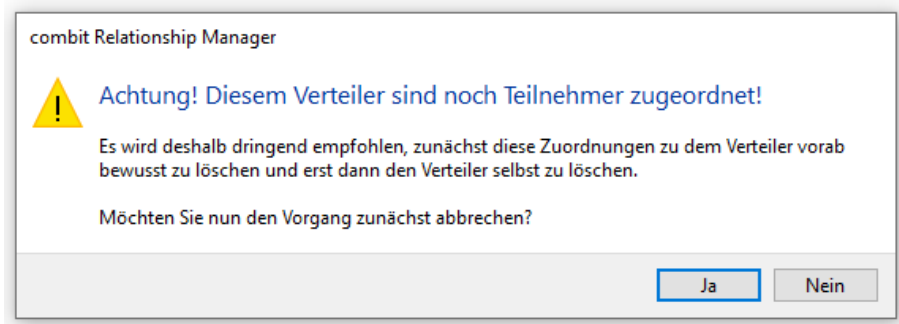 combit Relationship Manager
Achtung! Diesem Verteiler sind noch Teilnehmer zugeordnet!
Es wird deshalb dringend empfohlen, zunächst diese Zuordnungen zu dem Verteiler vorab
bewusst zu löschen und erst dann den Verteiler selbst zu löschen.
Möchten Sie nun den Vorgang zunächst abbrechen?
Ja
Nein